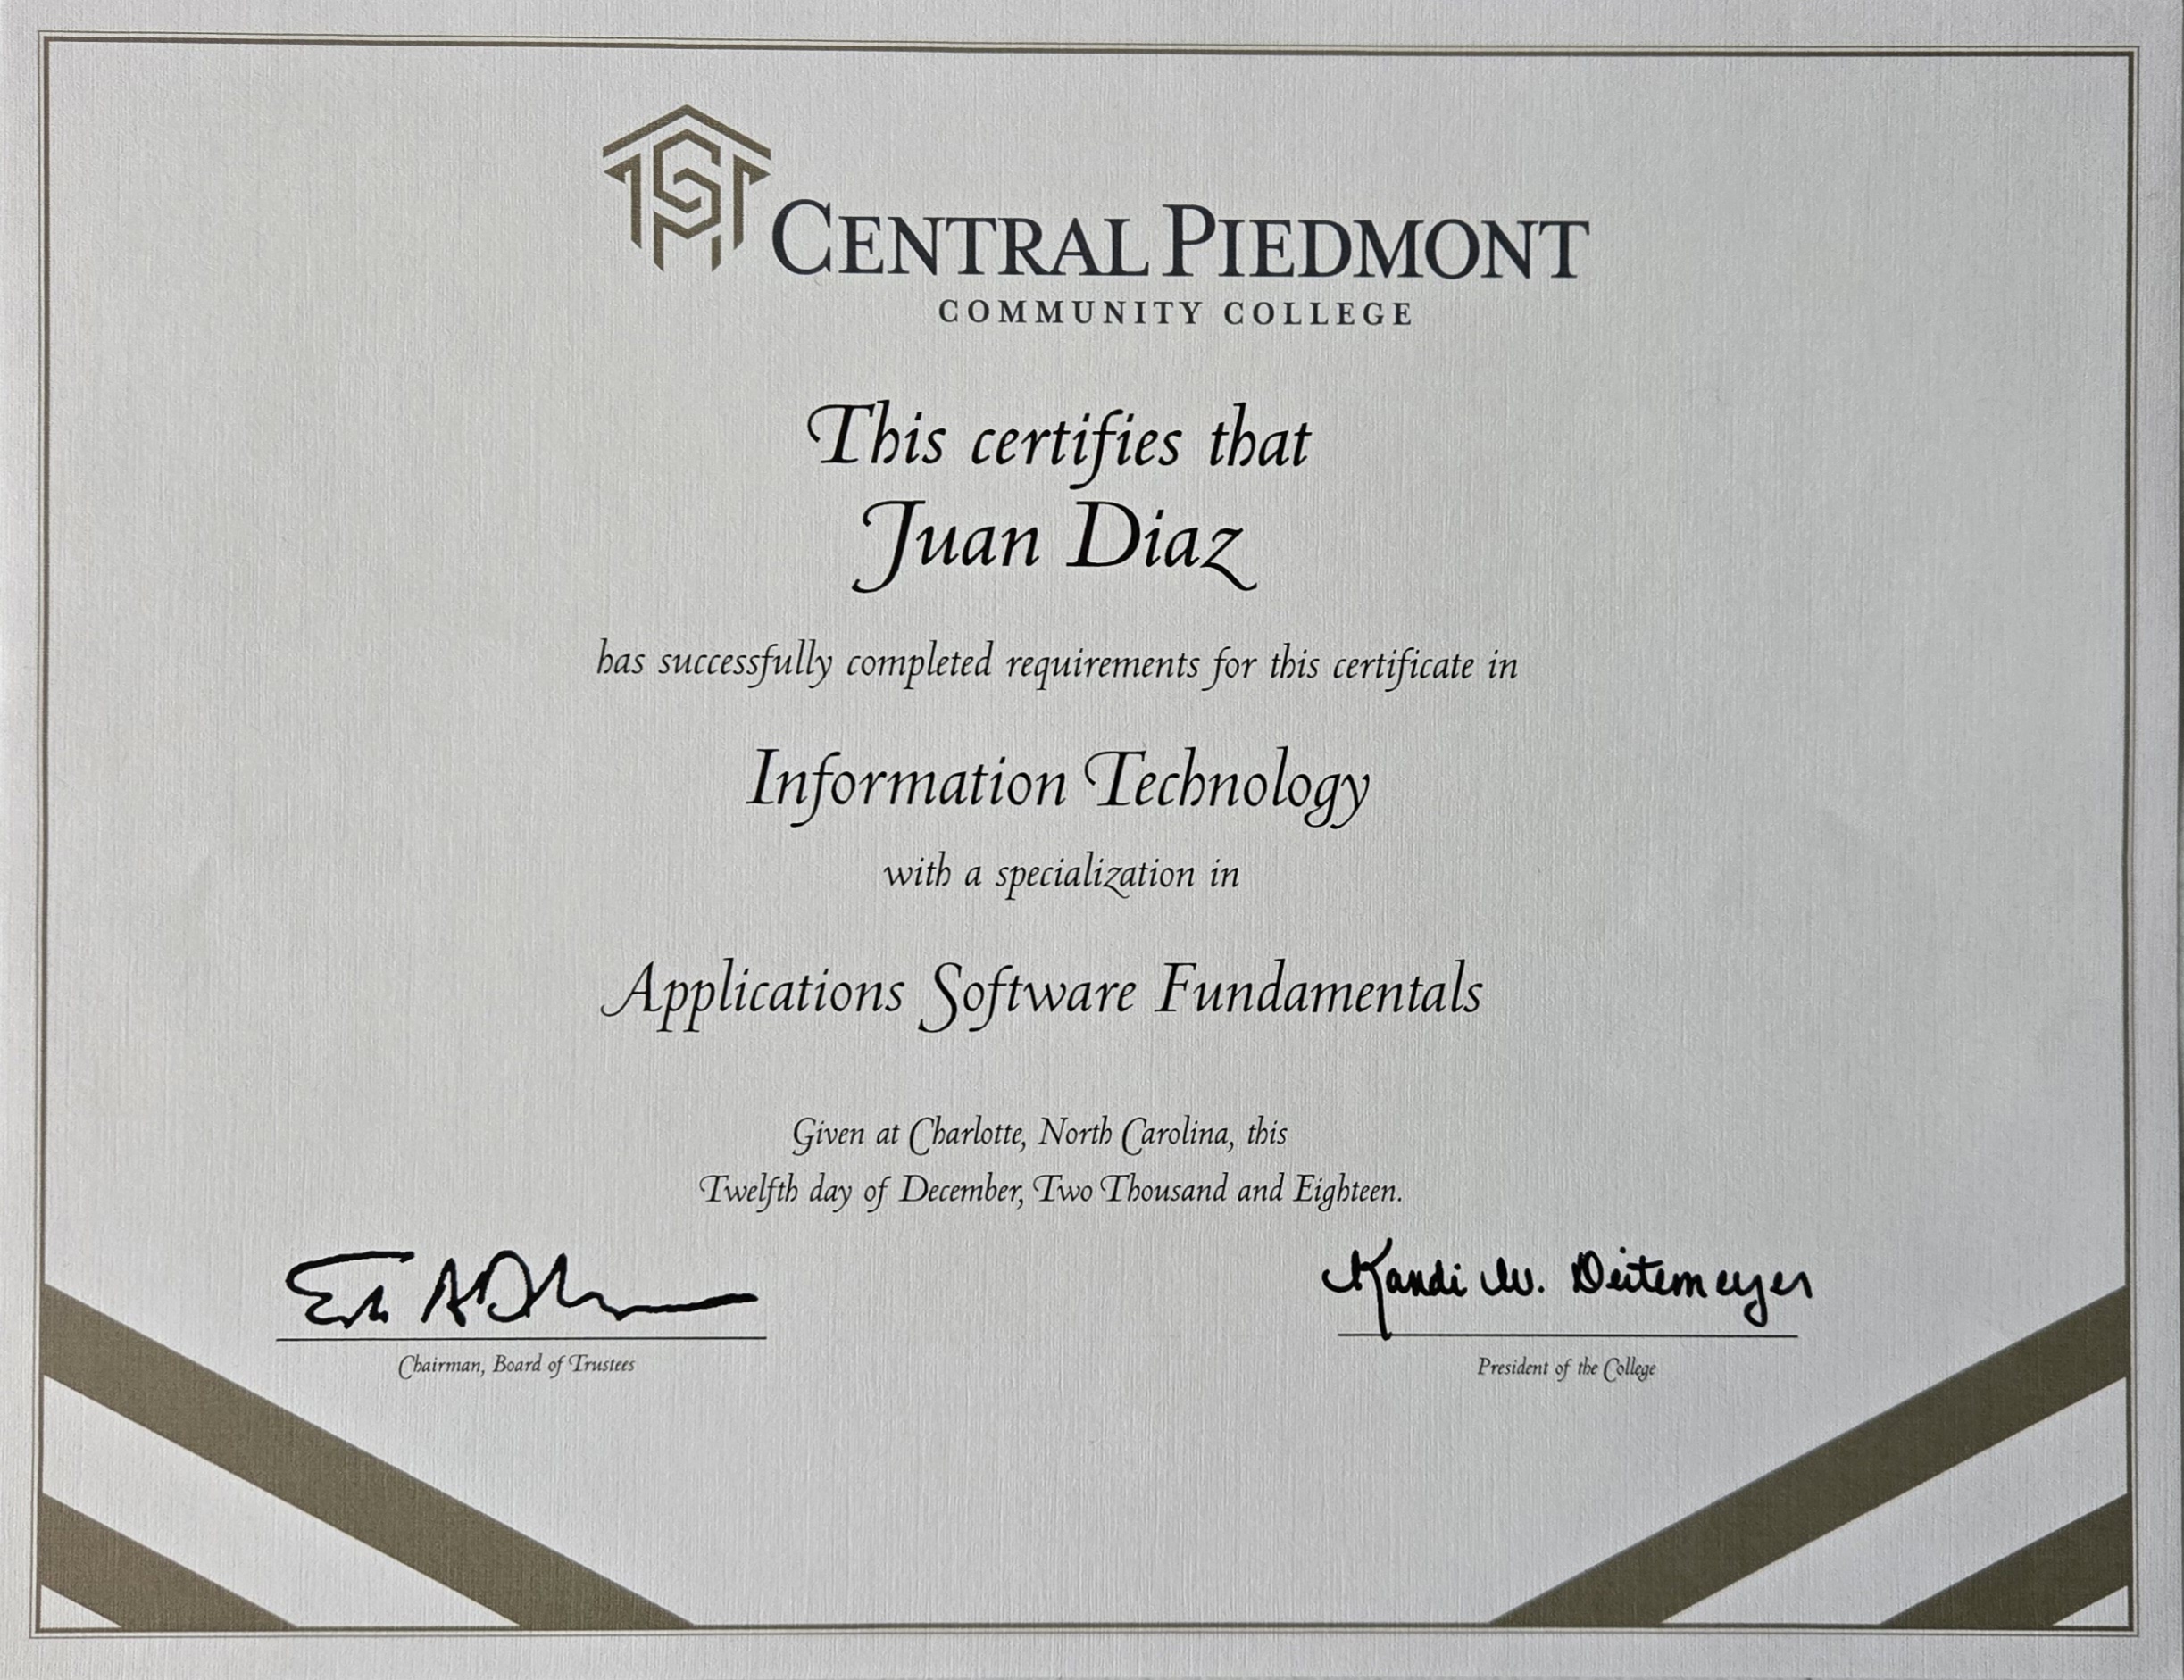 CENTRAL PIEDMONT
COMMUNITY COLLEGE
This certifies that
Juan Diaz
has successfully completed requirements for this certificate in
Information Technology
with a specialization in
Applications Software Fundamentals
Given at Charlotte, North Carolina, this
Twelfth day of December, Two Thousand and Eighteen.
Kandi W. Deitemeyer
Chairman, Board of Trustees
President of the College